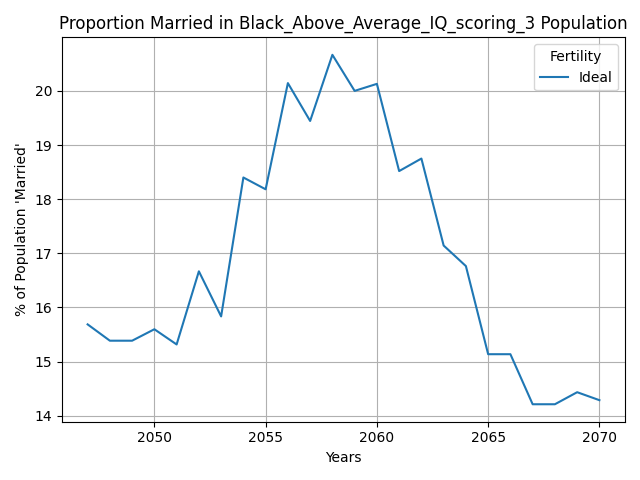 Proportion Married in Black_Above_Average_IQ_scoring_3 Population
Fertility
Ideal
% of Population 'Married'
20
19
18
17
16
15
14
2050
2055
2060
2065
2070
Years